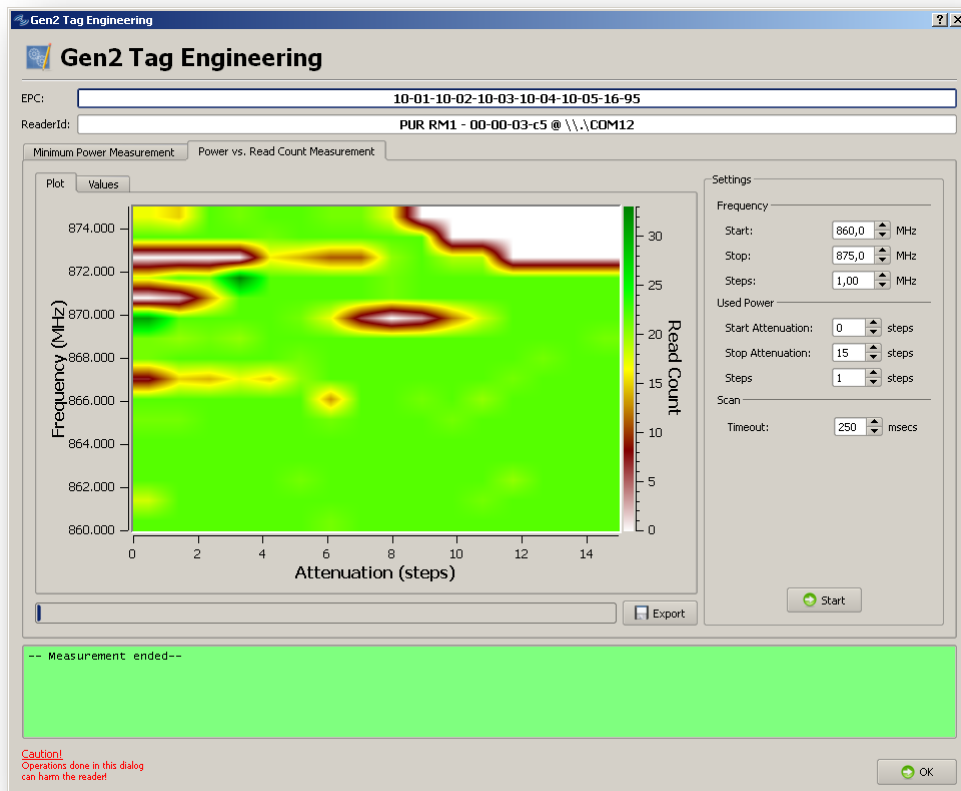 Gen2 Tag Engineering
Gen2 Tag Engineering
EPC: 10-01-10-02-10-03-10-04-10-05-16-95
ReaderId: PUR RM1 - 00-00-03-c5 @ \\.\COM12
Minimum Power Measurement Power vs. Read Count Measurement
Plot Values
874.000
872.000
870.000
868.000
866.000
864.000
862.000
860.000
Frequency (MHz)
0 2 4 6 8 10 12 14
Attenuation (steps)
30
25
20
15
10
5
0
Read Count
Export
Settings
Frequency
Start: 860,0 MHz
Stop: 875,0 MHz
Steps: 1,00 MHz
Used Power
Start Attenuation: 0 steps
Stop Attenuation: 15 steps
Steps 1 steps
Scan
Timeout: 250 msecs
Start
-- Measurement ended--
Caution!
Operations done in this dialog
can harm the reader!
OK